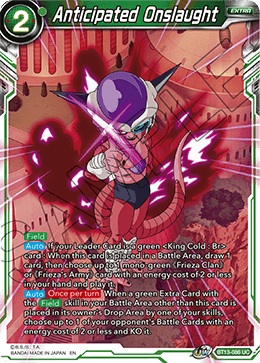 2
Anticipated Onslaught
EXTRA
Field
Auto If your Leader Card is a green <King Cold : Br>
card : When this card is placed in a Battle Area, draw 1
card, then choose up to 1 mono-green 《Frieza Clan》
or 《Frieza's Army》 card with an energy cost of 2 or less
in your hand and play it.
Auto Once per turn When a green Extra Card with
the Field skill in your Battle Area other than this card is
placed in its owner's Drop Area by one of your skills,
choose up to 1 of your opponent's Battle Cards with an
energy cost of 2 or less and KO it.
BANDAI MADE IN JAPAN EN
BT13-086 UC